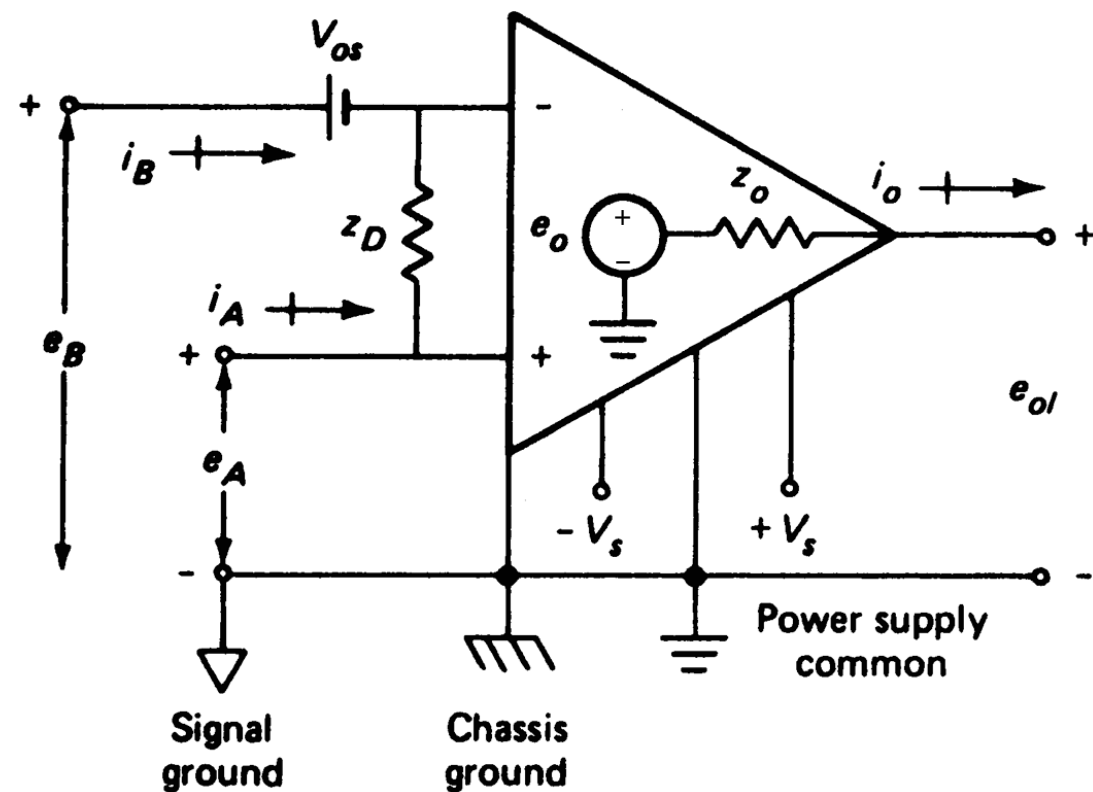 V_os
+
i_B
z_D
-
e_o
+
-
z_o
i_o
+
i_A
+
+
e_B
e_A
e_ol
- V_s
+ V_s
-
-
Power supply
common
Signal
ground
Chassis
ground